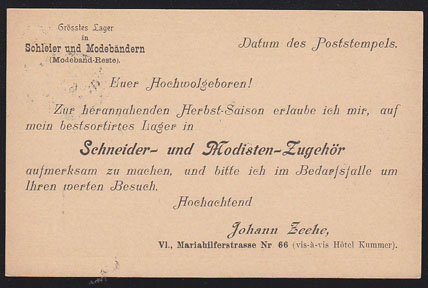 Grösstes Lager
in
Schleier und Modebändern
(Modeband-Reste).
Datum des Poststempels.
Euer Hochwolgeboren!
Zur herannahenden Herbst-Saison erlaube ich mir, auf
mein bestsortirtes Lager in
Schneider- und Modisten-Zugehör
aufmerksam zu machen, und bitte ich im Bedarfsfalle um
Ihren werten Besuch.
Hochachtend
Johann Zeehe,
VI., Mariahilferstrasse Nr 66 (vis-à-vis Hôtel Kummer).